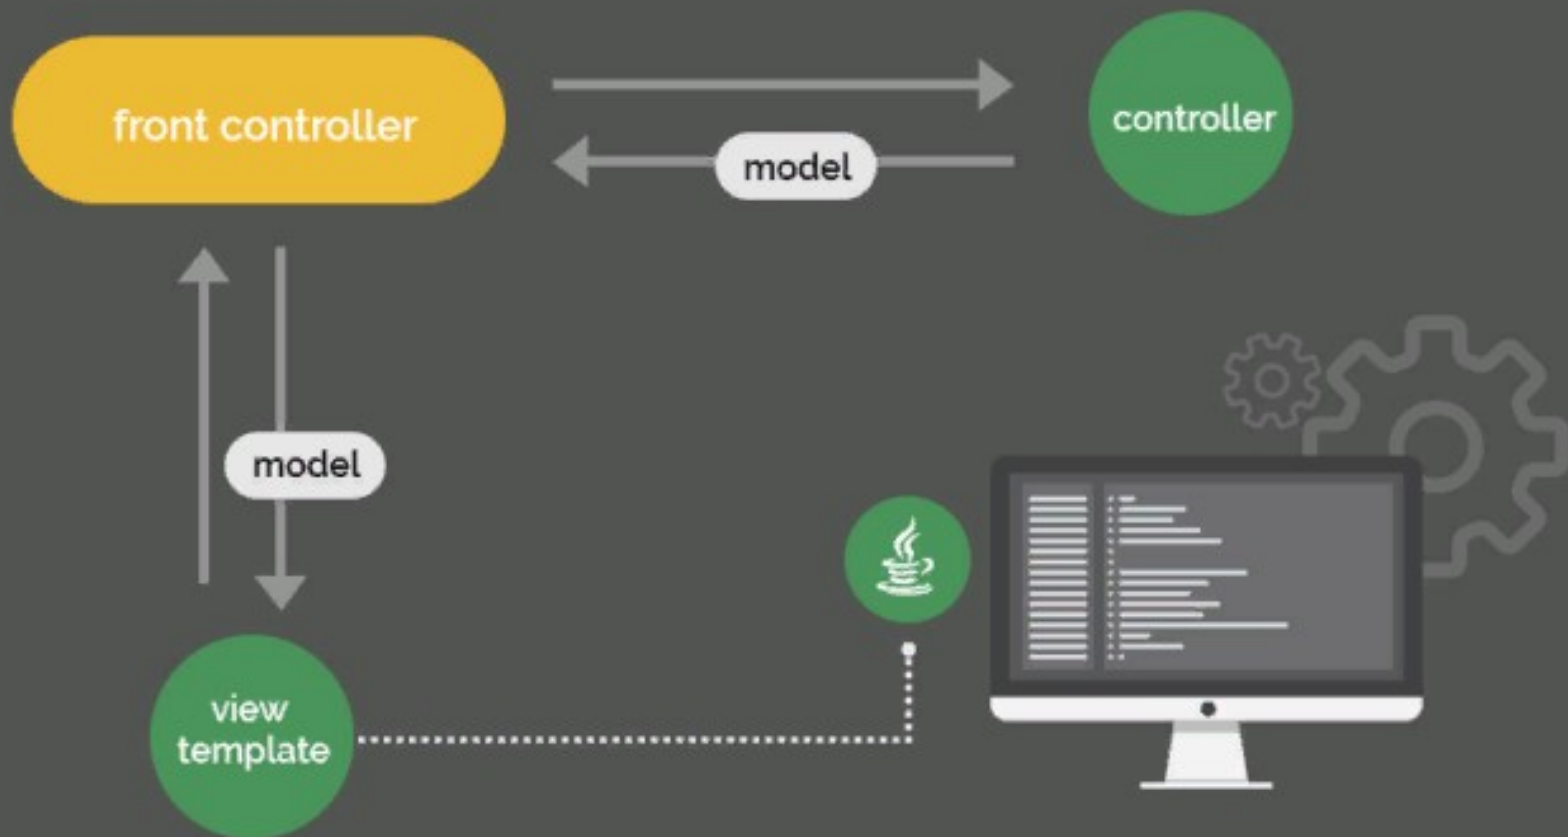 front controller
controller
model
model
view
template